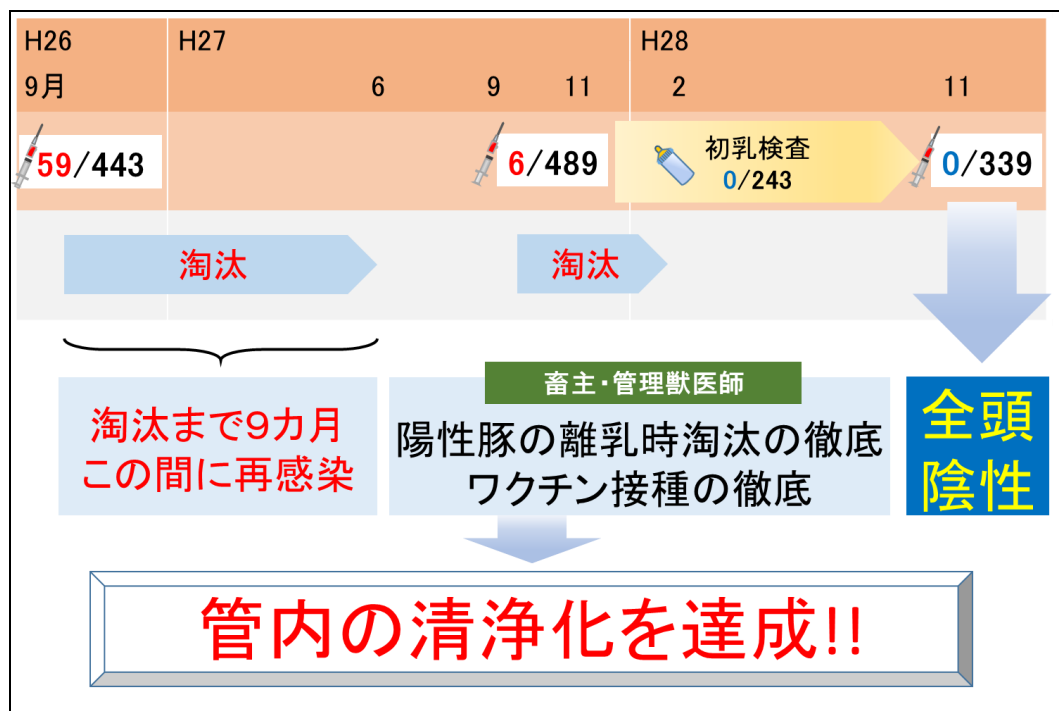 H26 H27 H28
9月 6 9 11 2 11
59/443
6/489
初乳検査
0/243
0/339
淘汰
淘汰
淘汰まで9カ月
この間に再感染
畜主・管理獣医師
陽性豚の離乳時淘汰の徹底
ワクチン接種の徹底
全頭
陰性
管内の清浄化を達成!!